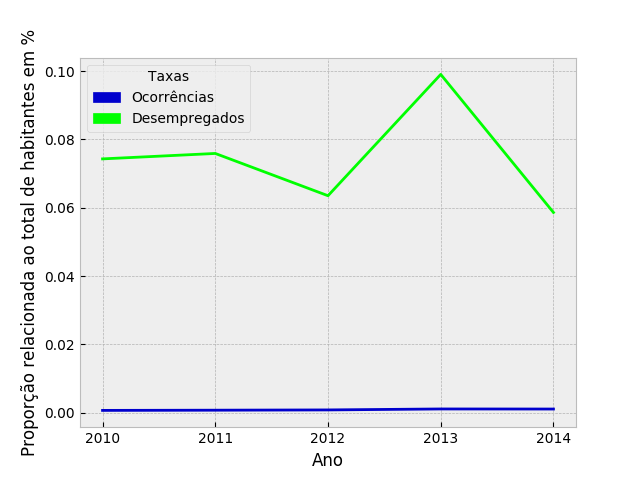 Proporção relacionada ao total de habitantes em %
0.10
0.08
0.06
0.04
0.02
0.00
Taxas
Ocorrências
Desempregados
2010 2011 2012 2013 2014
Ano